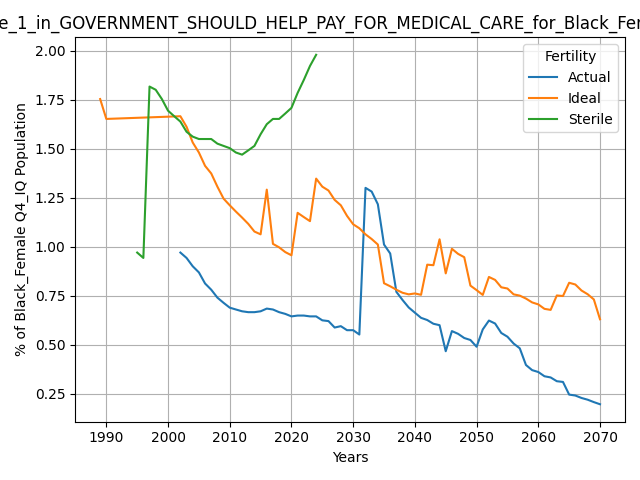 e_1_in_GOVERNMENT_SHOULD_HELP_PAY_FOR_MEDICAL_CARE_for_Black_Fe
Fertility
Actual
Ideal
Sterile
% of Black_Female Q4_IQ Population
2.00
1.75
1.50
1.25
1.00
0.75
0.50
0.25
1990 2000 2010 2020 2030 2040 2050 2060 2070
Years